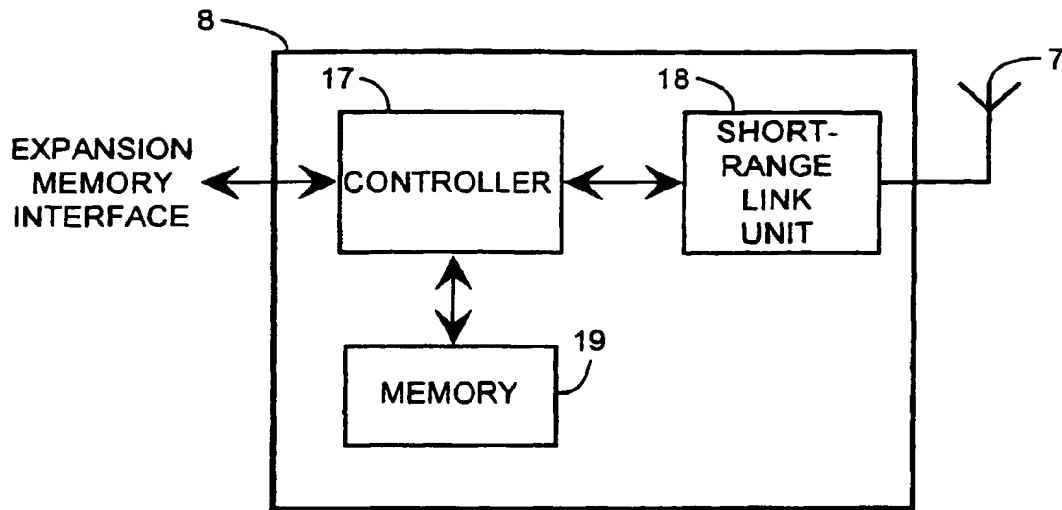 8
17
18
7
EXPANSION
MEMORY
INTERFACE
CONTROLLER
SHORT-
RANGE
LINK
UNIT
19
MEMORY